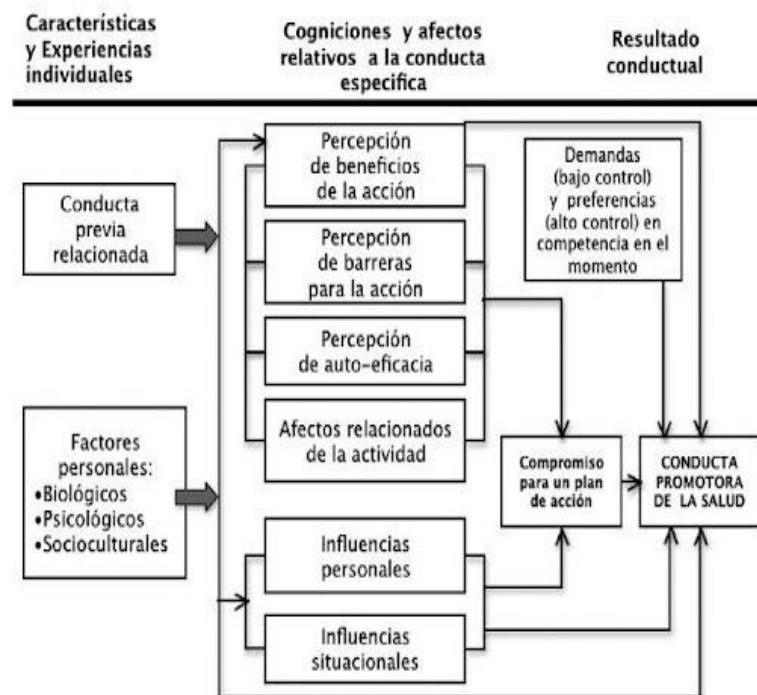 Características
y Experiencias
individuales
Cogniciones y afectos
relativos a la conducta
especifica
Resultado
conductual
Conducta
previa
relacionada
Factores
personales:
•Biológicos
•Psicológicos
•Socioculturales
Percepción
de beneficios
de la acción
Percepción
de barreras
para la acción
Percepción
de auto-eficacia
Afectos relacionados
de la actividad
Influencias
personales
Influencias
situacionales
Demandas
(bajo control)
y preferencias
(alto control) en
competencia en el
momento
Compromiso
para un plan
de acción
CONDUCTA
PROMOTORA
DE LA SALUD